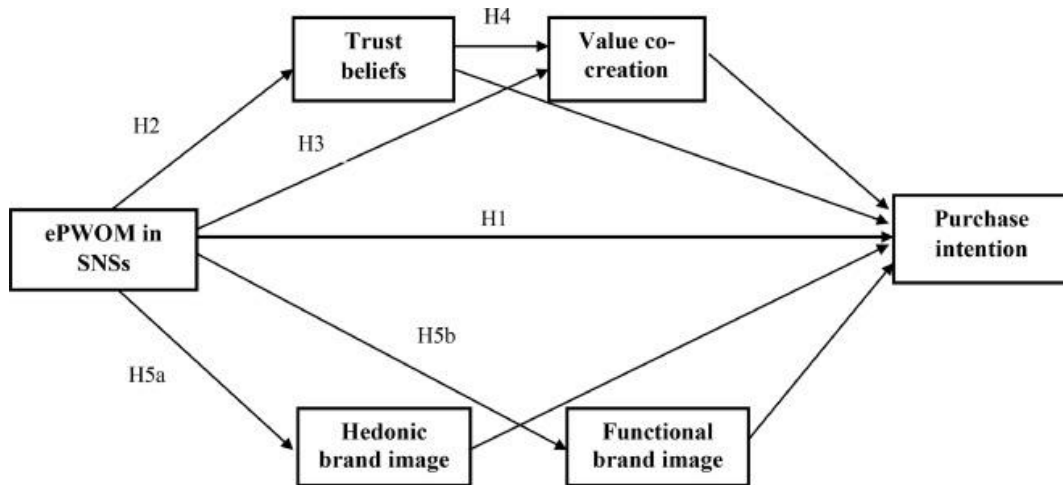 H4
Trust
beliefs
Value co-
creation
H2
H3
ePWOM in
SNSs
H1
Purchase
intention
H5b
H5a
Hedonic
brand image
Functional
brand image